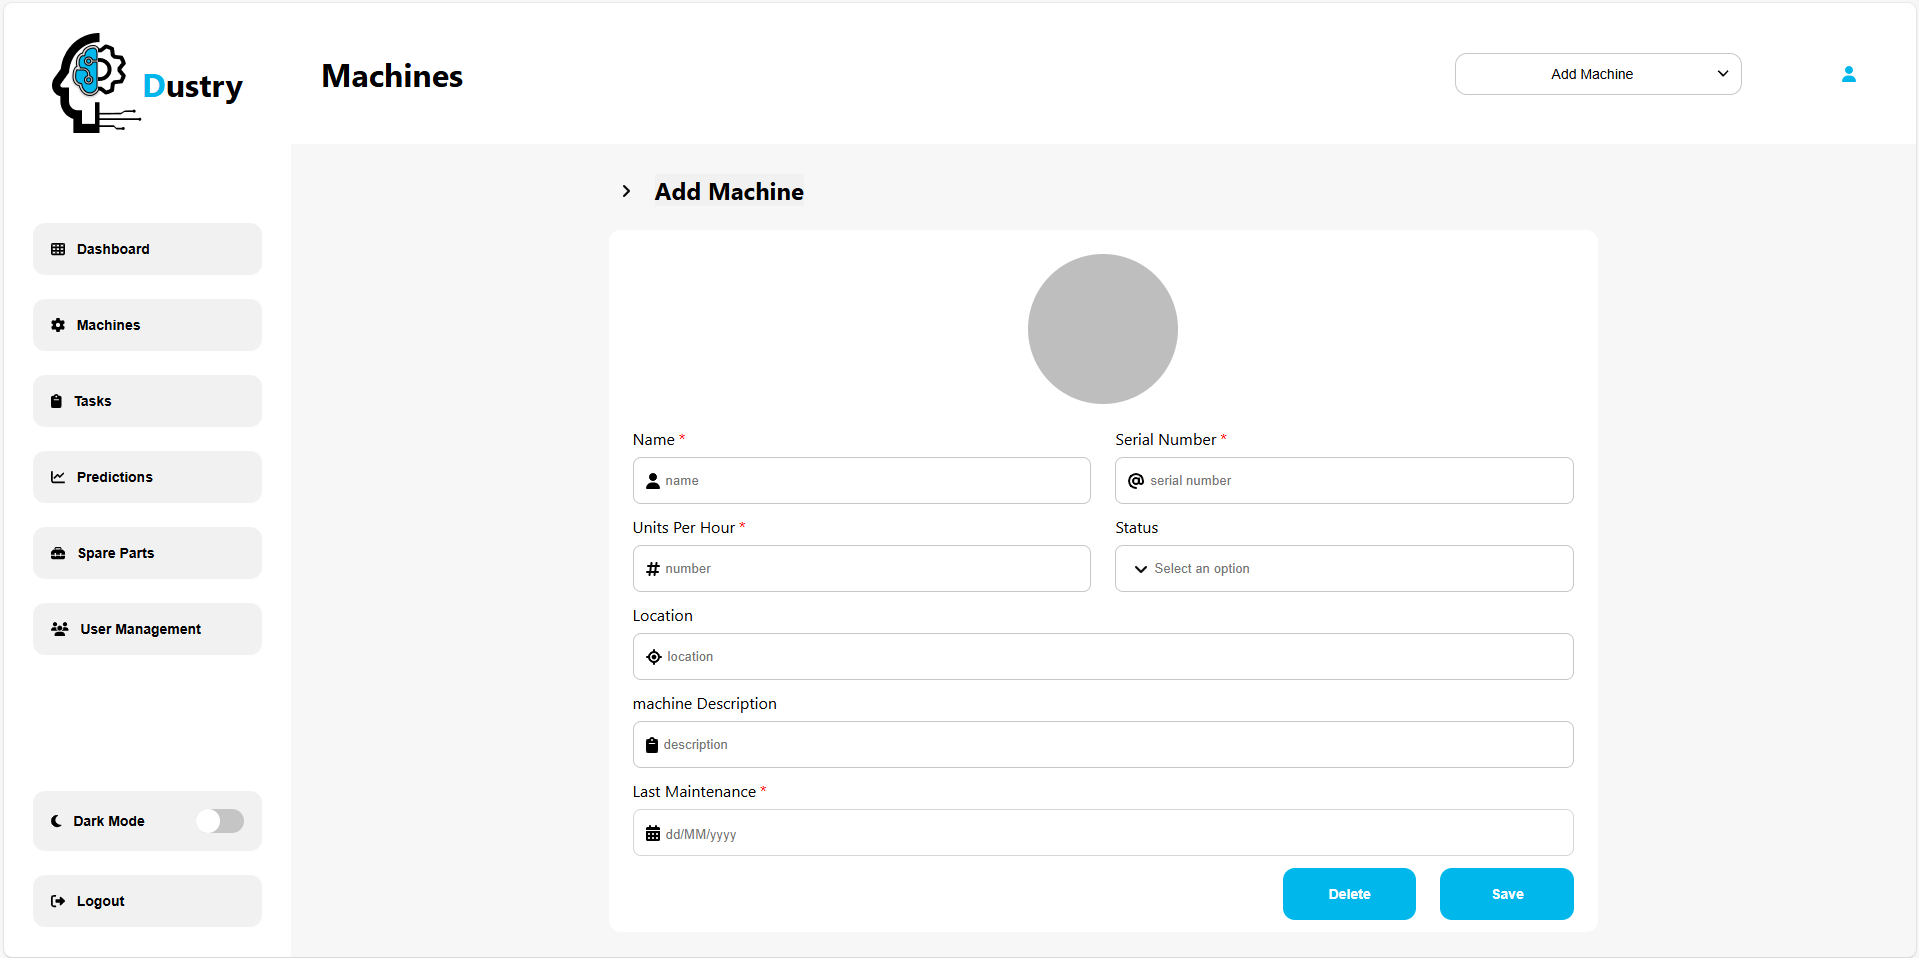 Dustry
Machines
Add Machine
Dashboard
Machines
Tasks
Predictions
Spare Parts
User Management
Dark Mode
Logout
Add Machine
Name *
Serial Number *
name
serial number
Units Per Hour *
Status
number
Select an option
Location
location
machine Description
description
Last Maintenance *
dd/MM/yyyy
Delete
Save